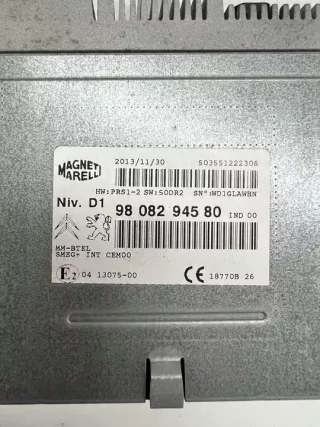 MAGNETI MARELLI
2013/11/30 503551222306
HW:PRS1-2 SW:50DR2 SN°:WD1GLAWBN
Niv. D1 98 082 945 80 IND 00
MM-BTEL
SMEG+ INT CEM00
E2 04 13075-00 CE 18770B 26